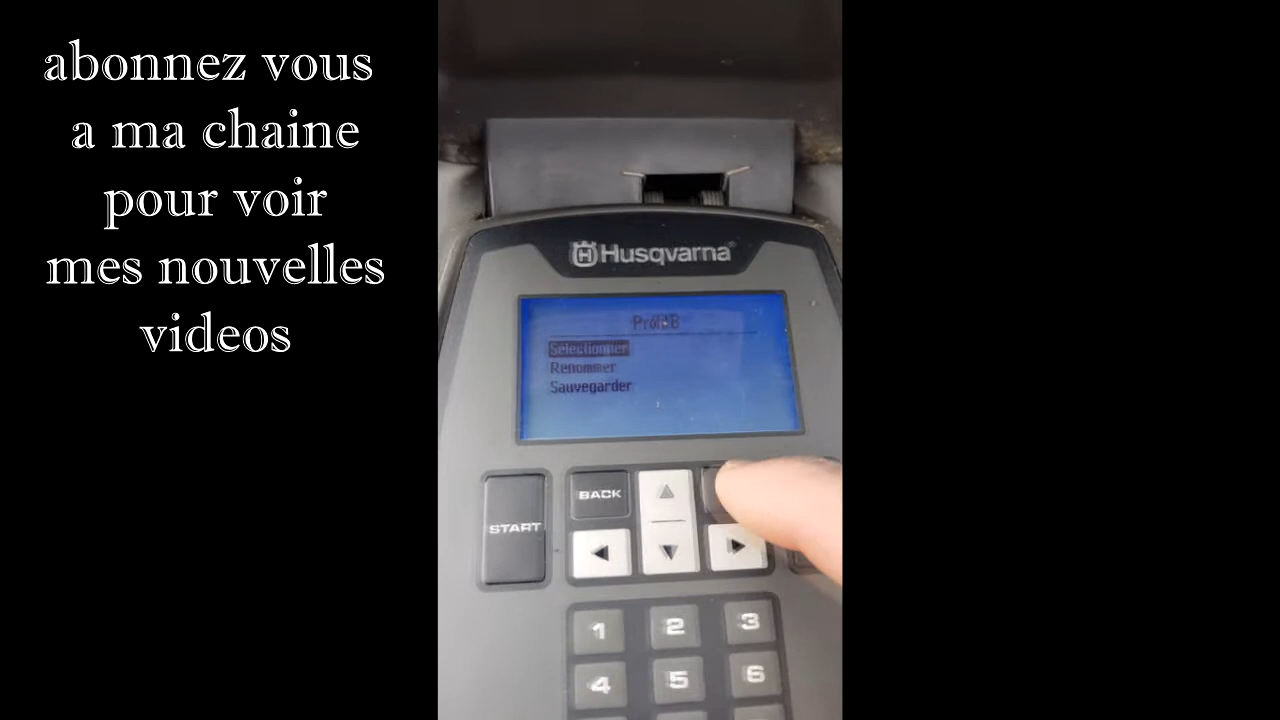 abonnez vous
a ma chaine
pour voir
mes nouvelles
videos
Husqvarna
Profil B
Sélectionner
Renommer
Sauvegarder
BACK
START
1 2 3
4 5 6